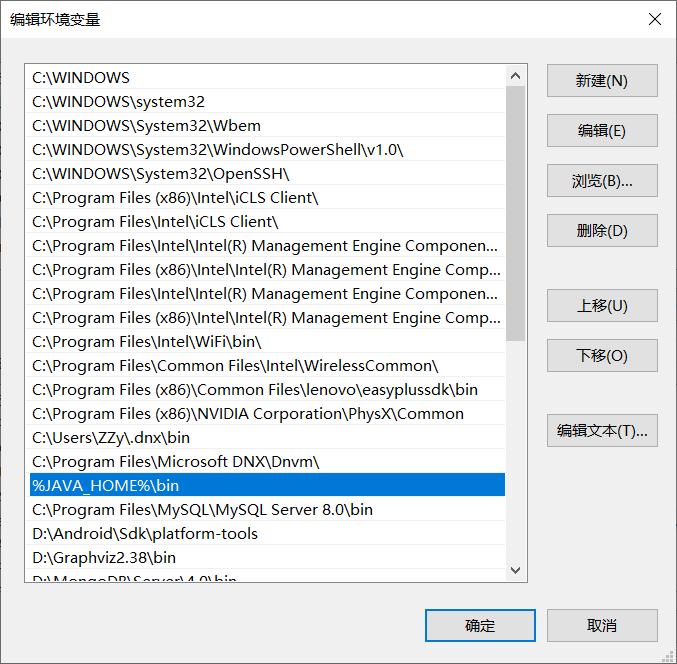 编辑环境变量
C:\WINDOWS
C:\WINDOWS\system32
C:\WINDOWS\System32\Wbem
C:\WINDOWS\System32\WindowsPowerShell\v1.0\
C:\WINDOWS\System32\OpenSSH\
C:\Program Files (x86)\Intel\iCLS Client\
C:\Program Files\Intel\iCLS Client\
C:\Program Files\Intel\Intel(R) Management Engine Componen...
C:\Program Files (x86)\Intel\Intel(R) Management Engine Comp...
C:\Program Files\Intel\Intel(R) Management Engine Componen...
C:\Program Files (x86)\Intel\Intel(R) Management Engine Comp...
C:\Program Files\Intel\WiFi\bin\
C:\Program Files\Common Files\Intel\WirelessCommon\
C:\Program Files (x86)\Common Files\lenovo\easyplussdk\bin
C:\Program Files (x86)\NVIDIA Corporation\PhysX\Common
C:\Users\ZZy\.dnx\bin
C:\Program Files\Microsoft DNX\Dnvm\
%JAVA_HOME%\bin
C:\Program Files\MySQL\MySQL Server 8.0\bin
D:\Android\Sdk\platform-tools
D:\Graphviz2.38\bin
D:\MongoDB\Server\4.0\bin
新建(N)
编辑(E)
浏览(B)...
删除(D)
上移(U)
下移(O)
编辑文本(T)...
确定
取消